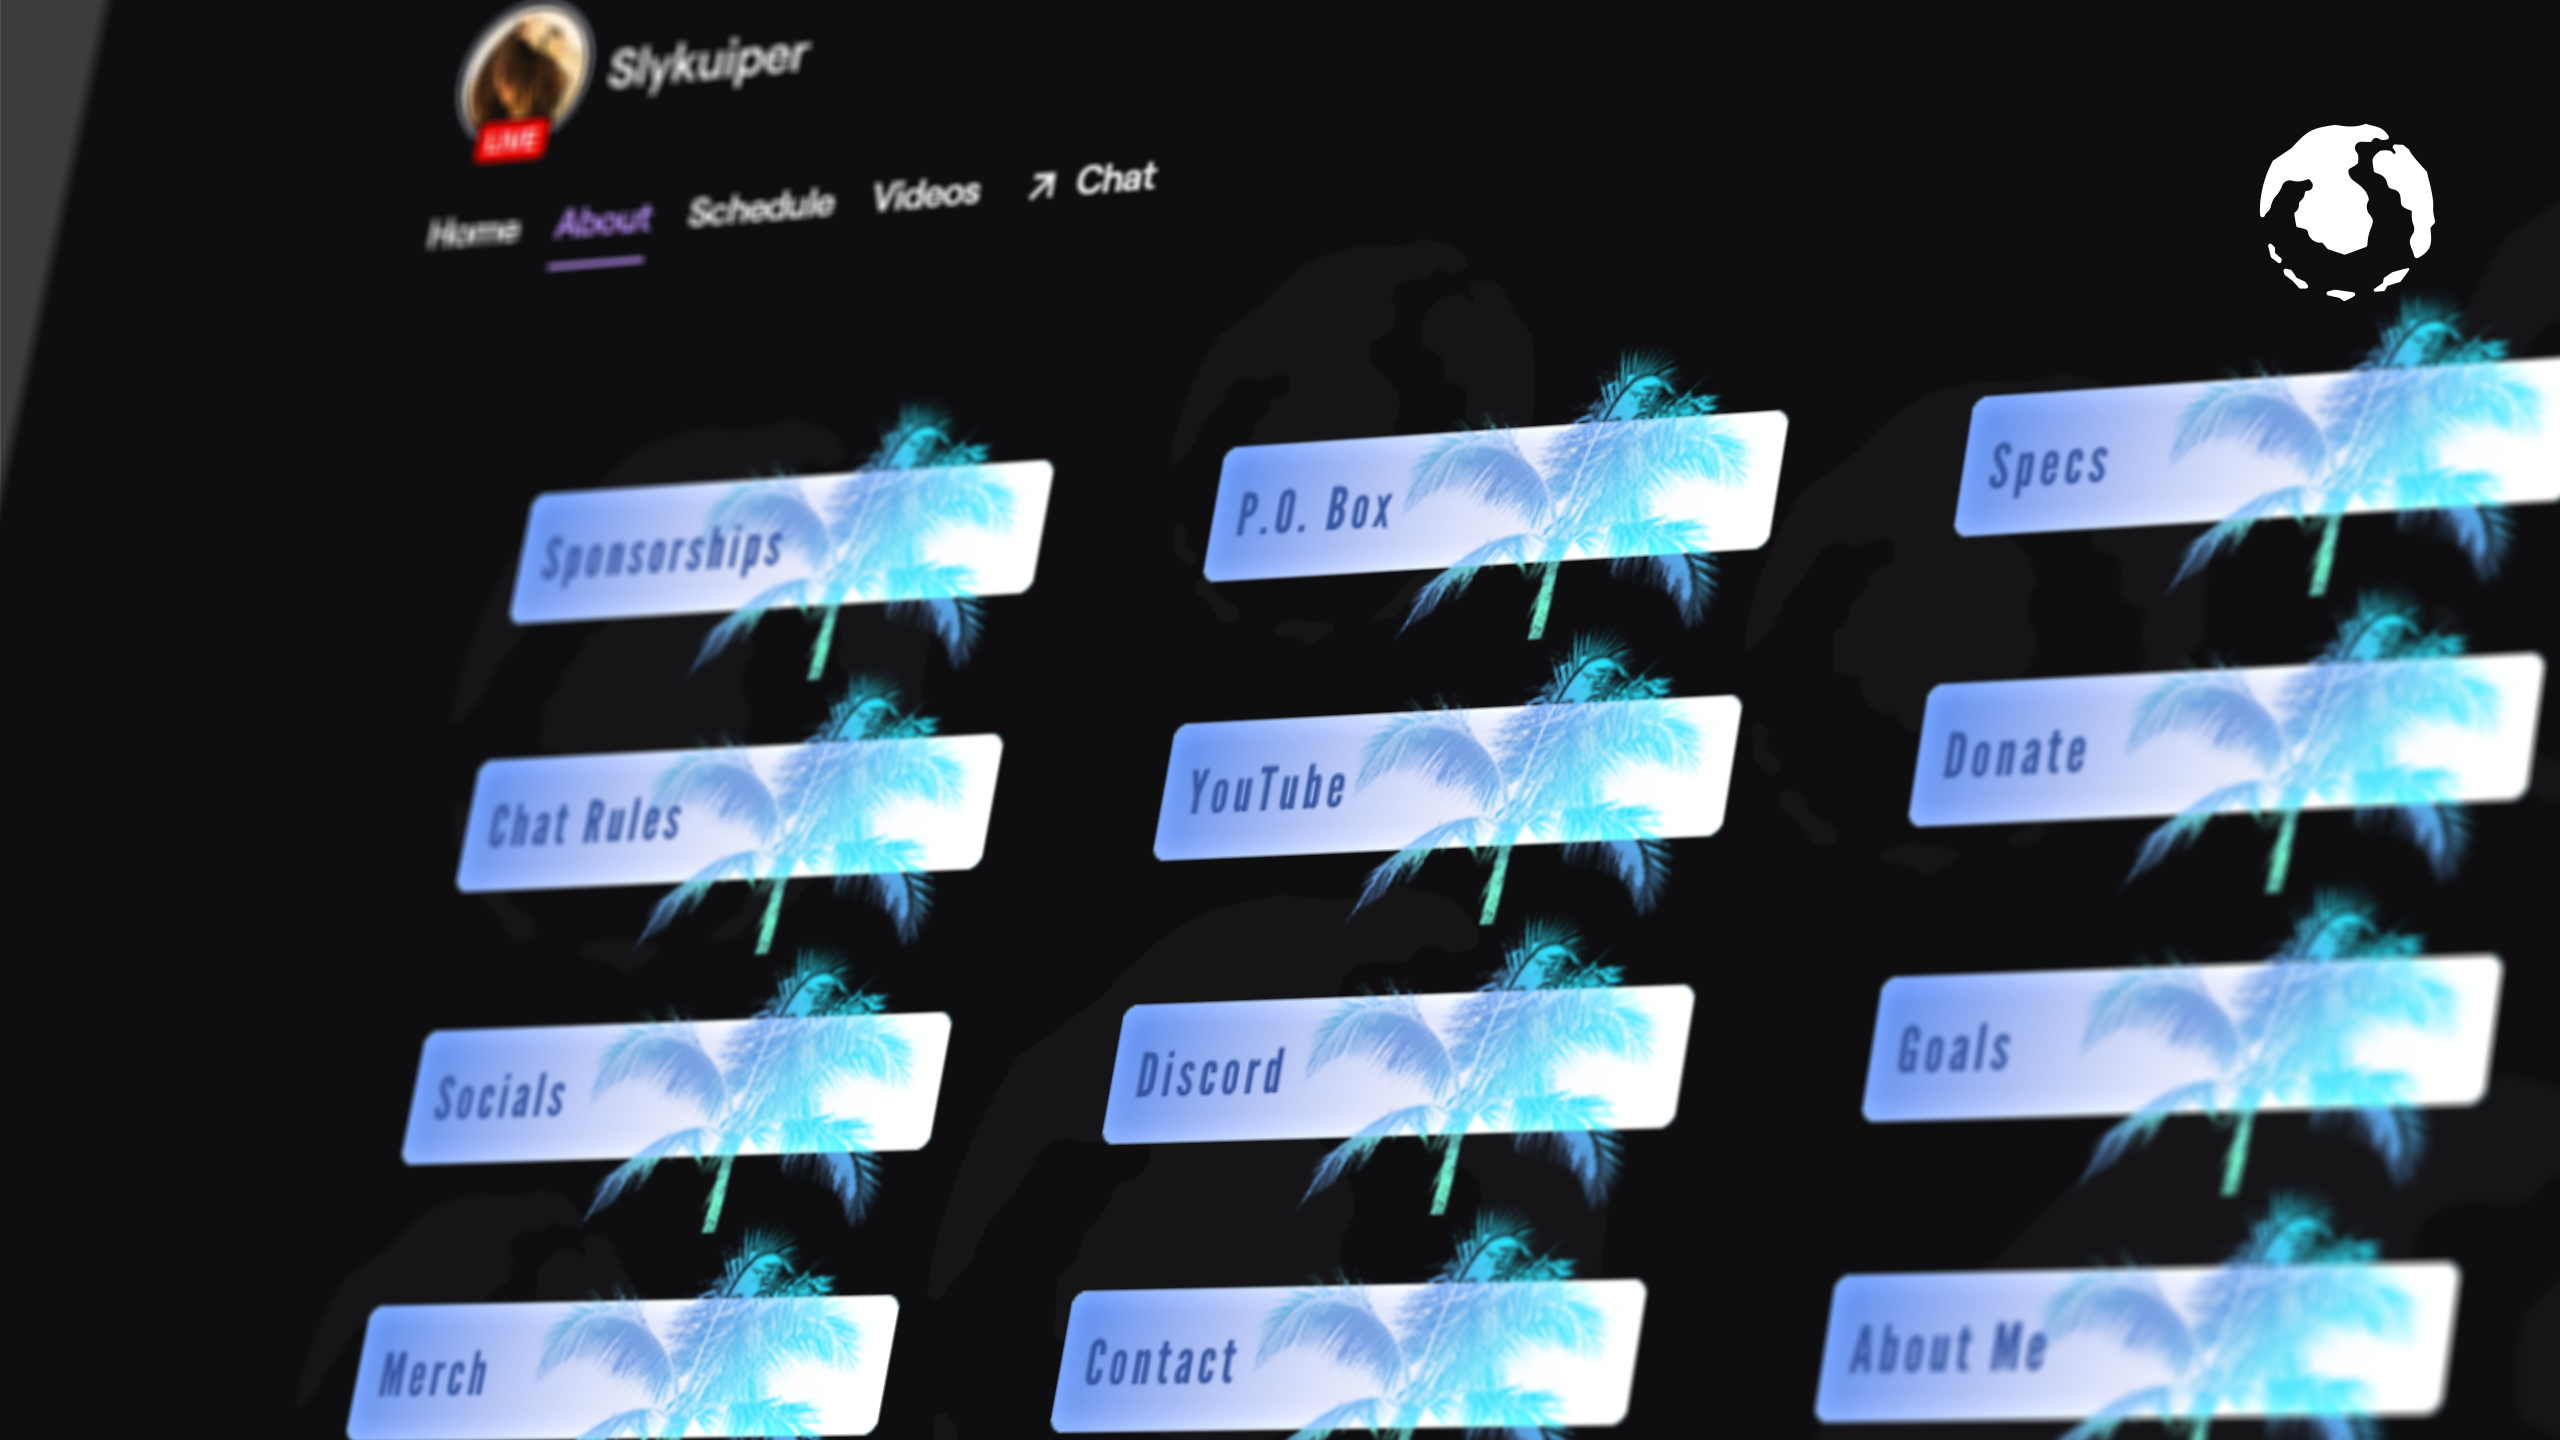 Slykuiper
LIVE
Home About Schedule Videos Chat
Sponsorships P.O. Box Specs
Chat Rules YouTube Donate
Socials Discord Goals
Merch Contact About Me